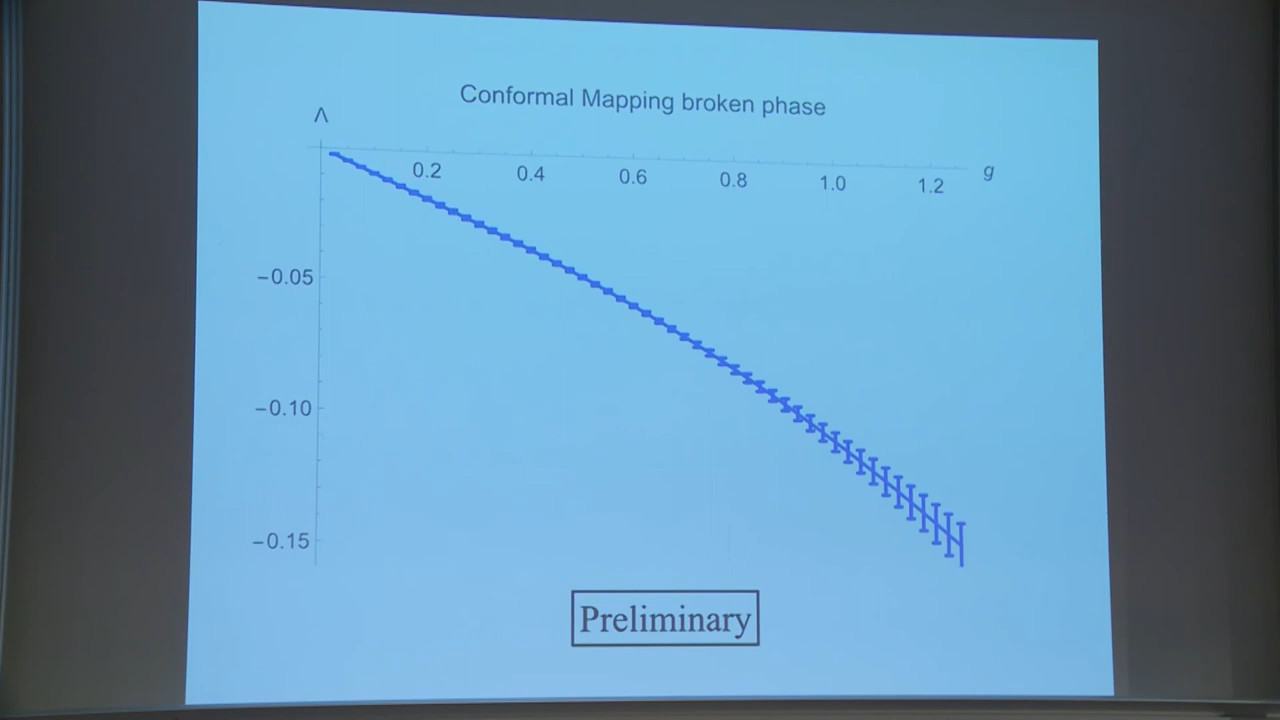 Conformal Mapping broken phase
Λ
0.2 0.4 0.6 0.8 1.0 1.2 g
−0.05
−0.10
−0.15
Preliminary